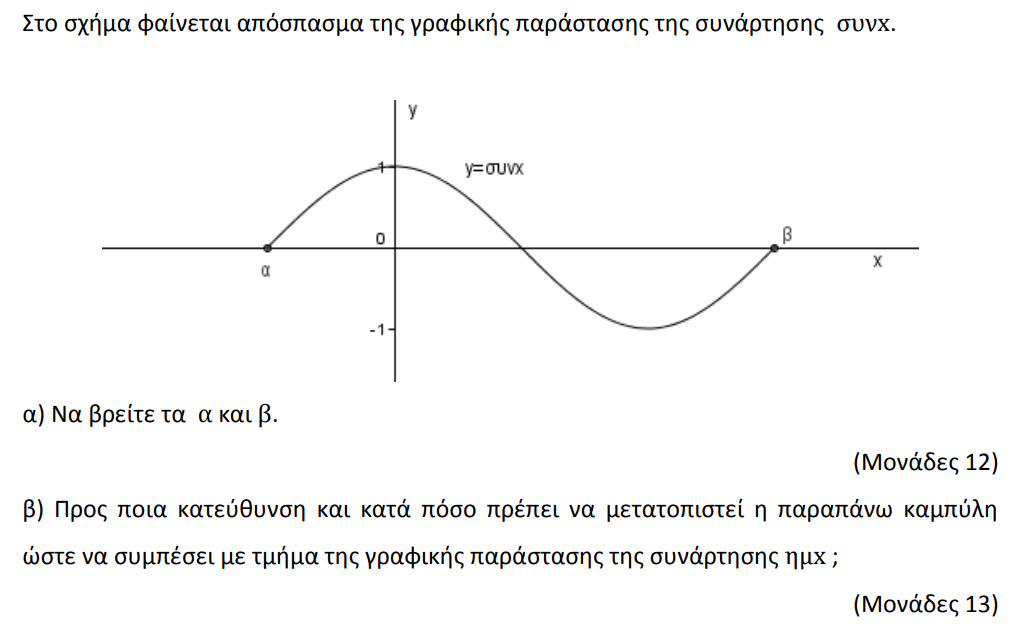 Στο σχήμα φαίνεται απόσπασμα της γραφικής παράστασης της συνάρτησης συνx.
y
1
y=συνx
0
β
α
x
-1
α) Να βρείτε τα α και β.
(Μονάδες 12)
β) Προς ποια κατεύθυνση και κατά πόσο πρέπει να μετατοπιστεί η παραπάνω καμπύλη
ώστε να συμπέσει με τμήμα της γραφικής παράστασης της συνάρτησης ημx ;
(Μονάδες 13)